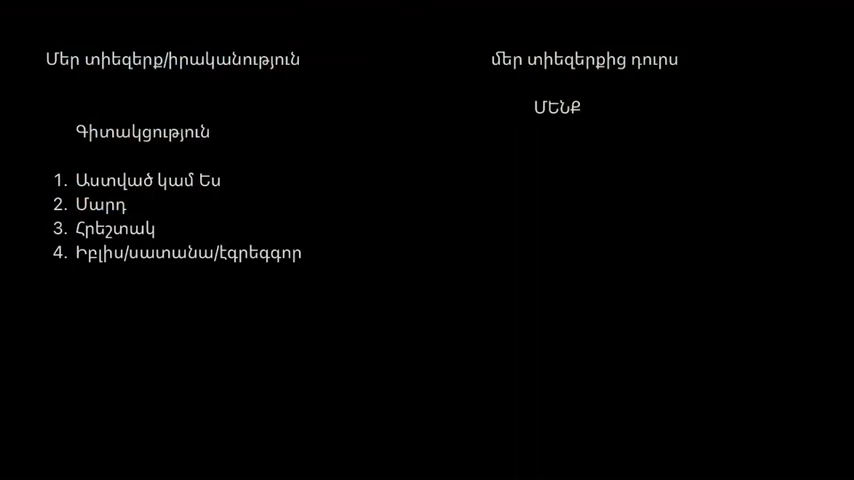 Մեր տիեզերք/իրականություն
Գիտակցություն
1. Աստված կամ Ես
2. Մարդ
3. Հրեշտակ
4. Իբլիս/սատանա/էգրեգգոր
մեր տիեզերքից դուրս
ՄԵՆՔ